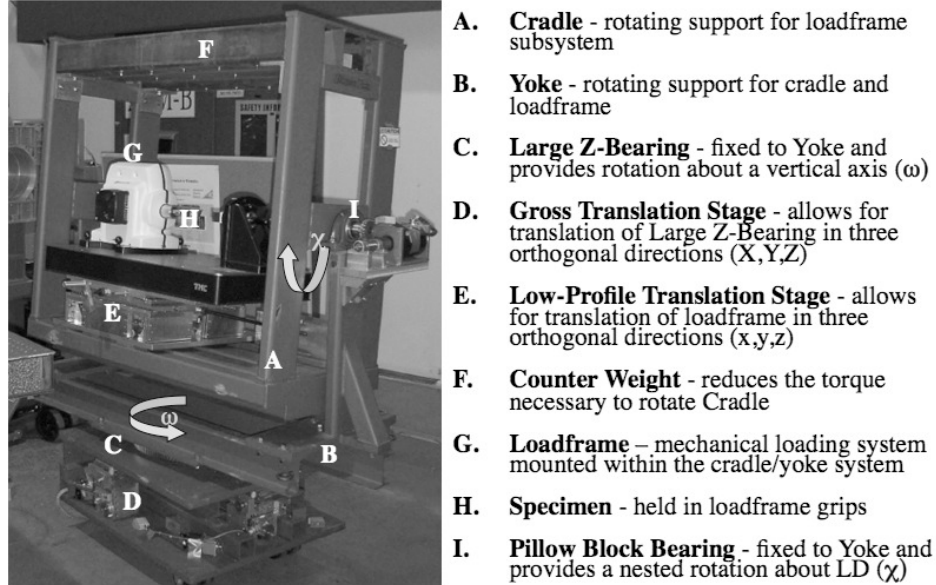 F
M-B
SAFETY INFO
G
H
I
χ
TMC
E
A
ω
C
B
D
A. Cradle - rotating support for loadframe
subsystem
B. Yoke - rotating support for cradle and
loadframe
C. Large Z-Bearing - fixed to Yoke and
provides rotation about a vertical axis (ω)
D. Gross Translation Stage - allows for
translation of Large Z-Bearing in three
orthogonal directions (X,Y,Z)
E. Low-Profile Translation Stage - allows
for translation of loadframe in three
orthogonal directions (x,y,z)
F. Counter Weight - reduces the torque
necessary to rotate Cradle
G. Loadframe – mechanical loading system
mounted within the cradle/yoke system
H. Specimen - held in loadframe grips
I. Pillow Block Bearing - fixed to Yoke and
provides a nested rotation about LD (χ)